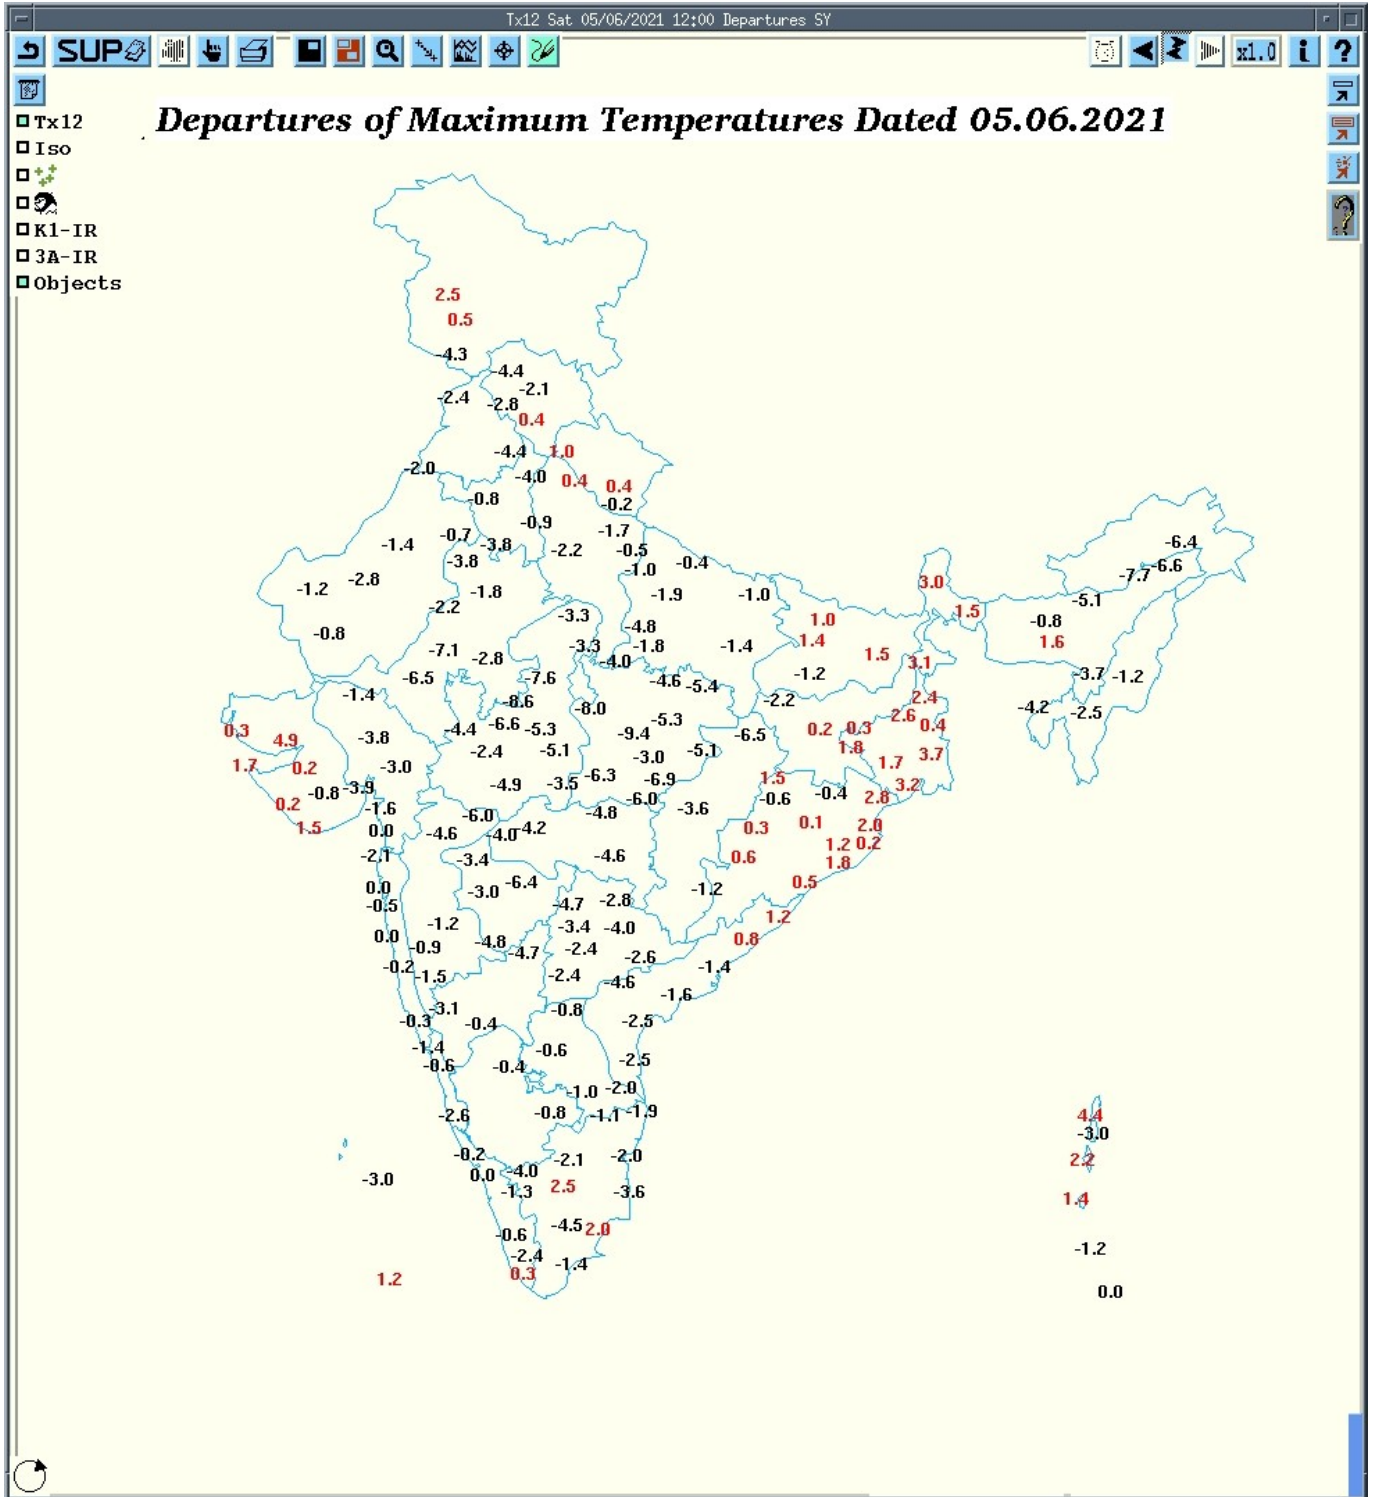 Tx12 Sat 05/06/2021 12:00 Departures SY
SUP
x1.0
i
?
Departures of Maximum Temperatures Dated 05.06.2021
Tx12
Iso
K1-IR
3A-IR
Objects
2.5
0.5
-4.3
-4.4
-2.1
-2.4 -2.8
0.4
-4.4 1.0
-2.0 -4.0 0.4 0.4
-0.8 -0.2
-0.9 -1.7
-0.7
-1.4 -3.8 -2.2 -0.5
-3.8 -1.0 -0.4
-6.4
-6.6
-7.7
-1.2 -2.8 -1.8 -1.9 -1.0 3.0
-5.1
-2.2 -3.3 1.0 1.5 -0.8
-0.8 -4.8 1.4 1.6
-7.1 -2.8 -3.3 -1.8 -1.4 1.5
-4.0 3.1
-6.5 -7.6 -4.6 -5.4 -1.2 -3.7 -1.2
-1.4 -8.6 -8.0 -2.2 2.4 -4.2 -2.5
0.3 -4.4 -6.6 -5.3 -5.3 0.2 0.3 2.6 0.4
4.9 -3.8 -2.4 -5.1 -9.4 -5.1 -6.5 1.8
1.7 0.2 -3.0 -3.0 1.7 3.7
-0.8 -3.9 -4.9 -3.5 -6.3 -6.9 1.5 3.2
0.2 -1.6 -6.0 -0.6 -0.4 2.8
1.5 0.0 -4.6 -6.0 -4.0 -4.2 -4.8 -3.6 0.3 0.1 2.0
-2.1 -3.4 -4.6 0.6 1.2 0.2
1.8
0.0 -3.0 -6.4 -1.2 0.5
-0.5 -4.7 -2.8
-1.2 -3.4 -4.0 1.2
0.0 -0.9 -4.8 -4.7 -2.4 0.8
-0.2 -1.5 -2.4 -2.6 -1.4
-4.6 -1.6
-3.1 -0.8
-0.3 -0.4 -2.5
-1.4 -0.6
-0.6 -0.4 -2.5
-1.0 -2.0
-2.6 -0.8 -1.1 -1.9 4.4
-3.0
-0.2 -2.1 -2.0 2.2
-3.0 0.0 -4.0
-1.3 2.5 -3.6 1.4
-0.6 -4.5 2.0
-2.4 -1.4 -1.2
1.2 0.3
0.0